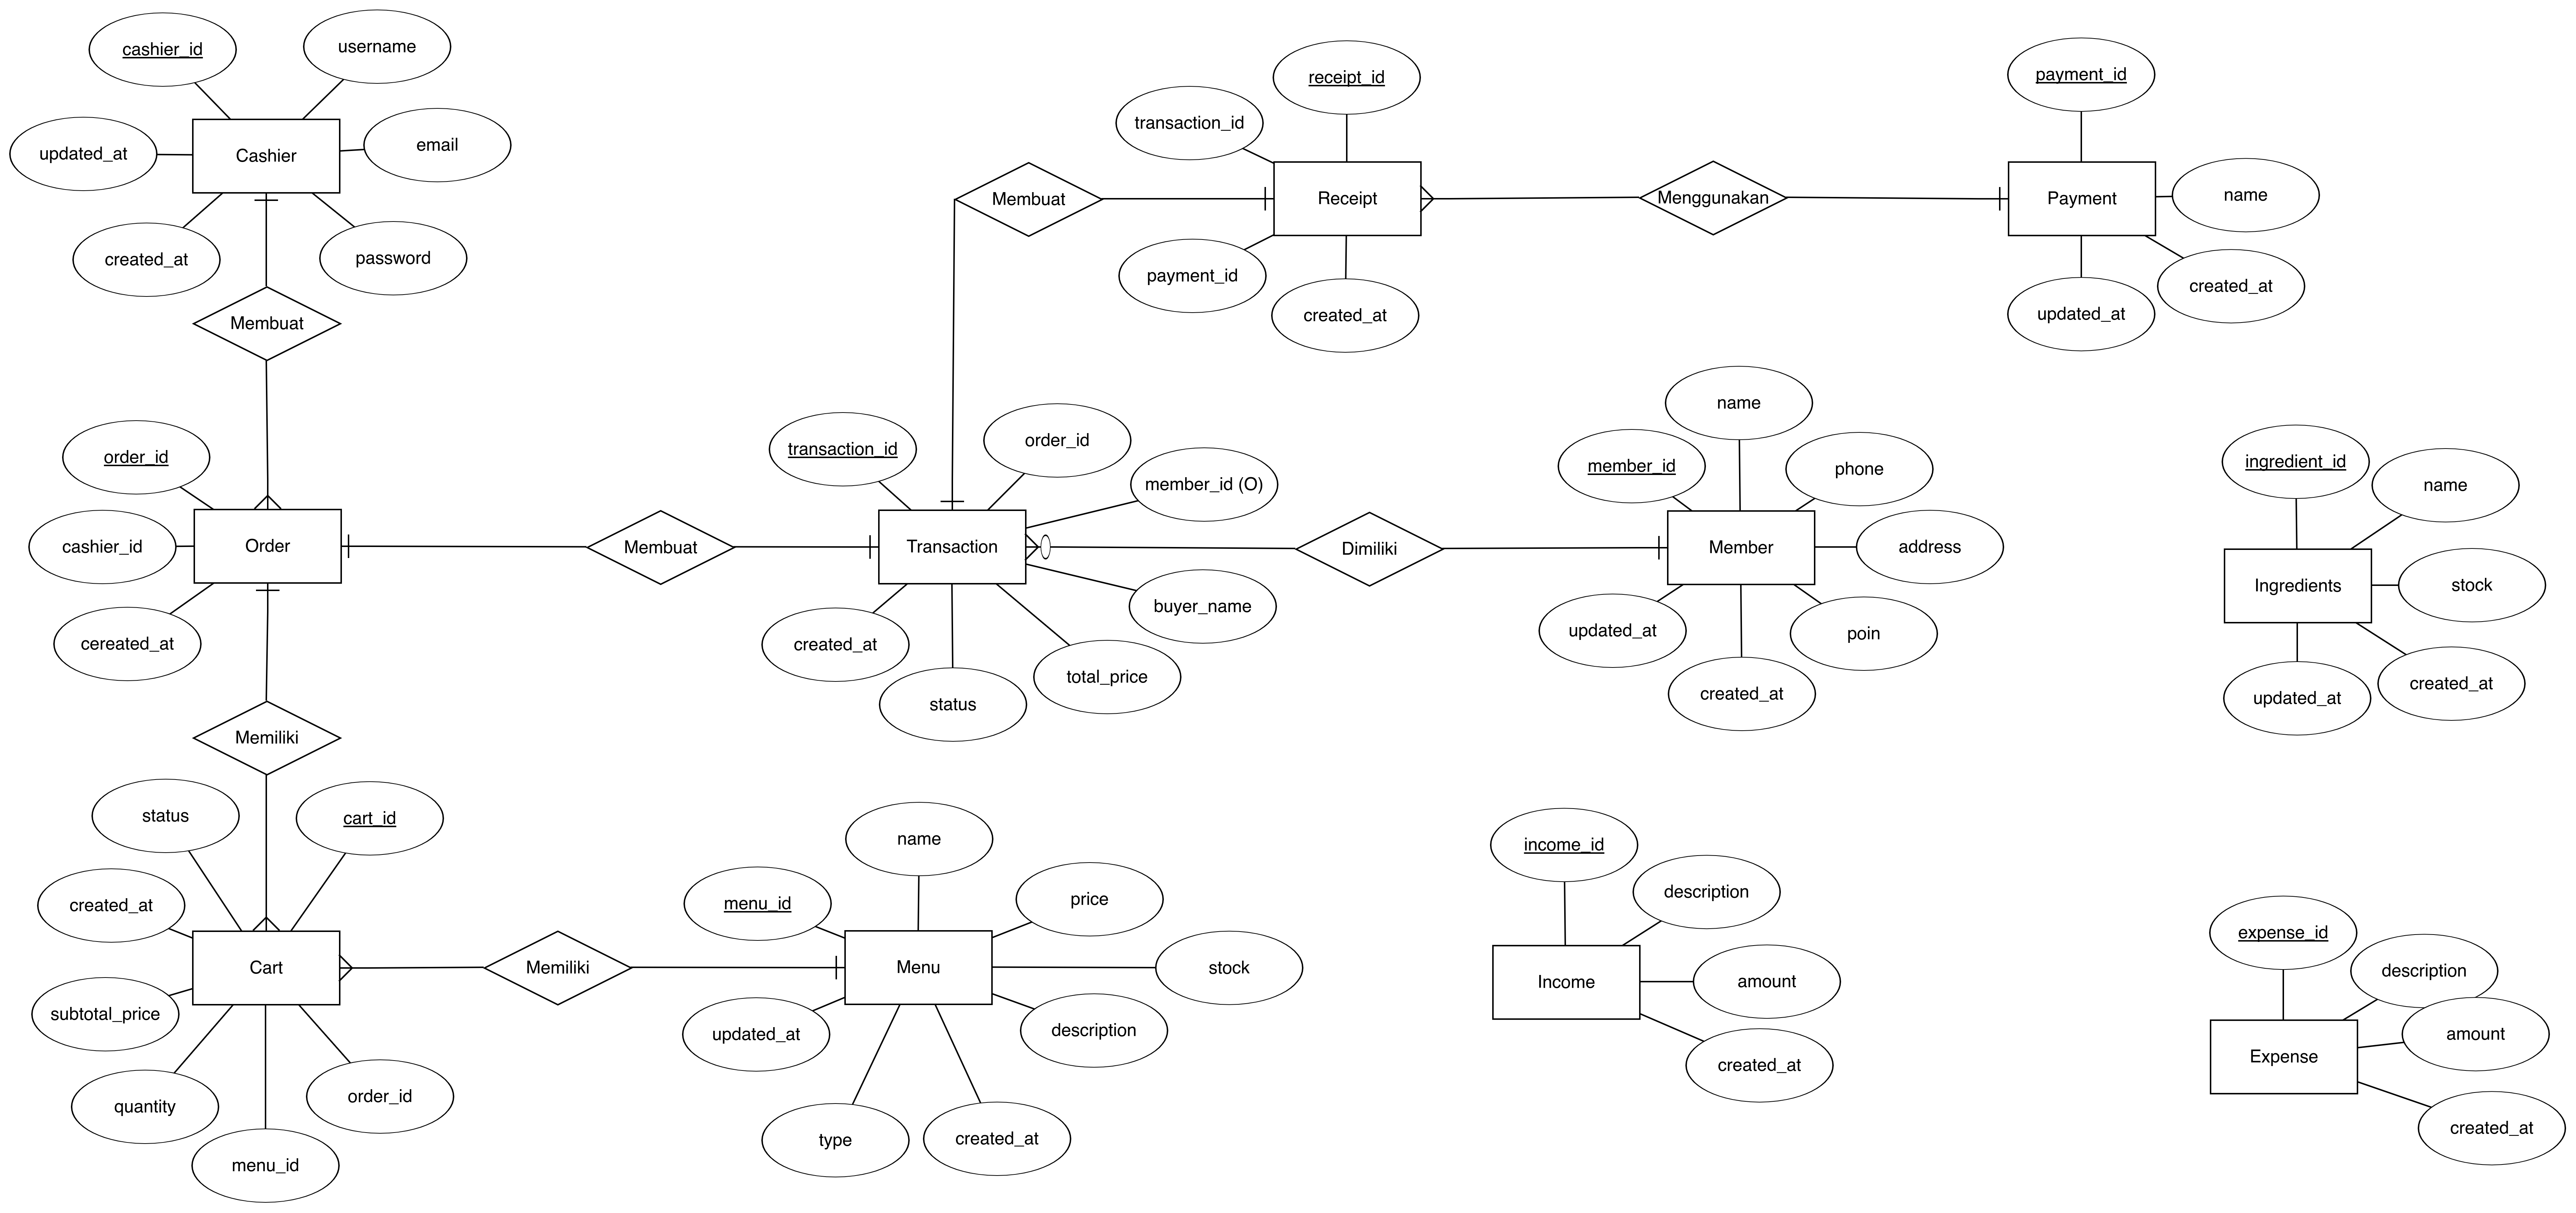 cashier_id
username
updated_at
Cashier
email
created_at
password
Membuat
order_id
cashier_id
Order
cereated_at
Membuat
Memiliki
status
cart_id
created_at
Cart
subtotal_price
quantity
order_id
menu_id
Memiliki
name
menu_id
price
Menu
stock
updated_at
description
type
created_at
transaction_id
order_id
member_id (O)
Transaction
buyer_name
created_at
total_price
status
Membuat
receipt_id
transaction_id
Receipt
payment_id
created_at
Menggunakan
payment_id
Payment
name
created_at
updated_at
Dimiliki
name
member_id
phone
Member
address
updated_at
poin
created_at
ingredient_id
name
Ingredients
stock
updated_at
created_at
income_id
description
Income
amount
created_at
expense_id
description
amount
Expense
created_at